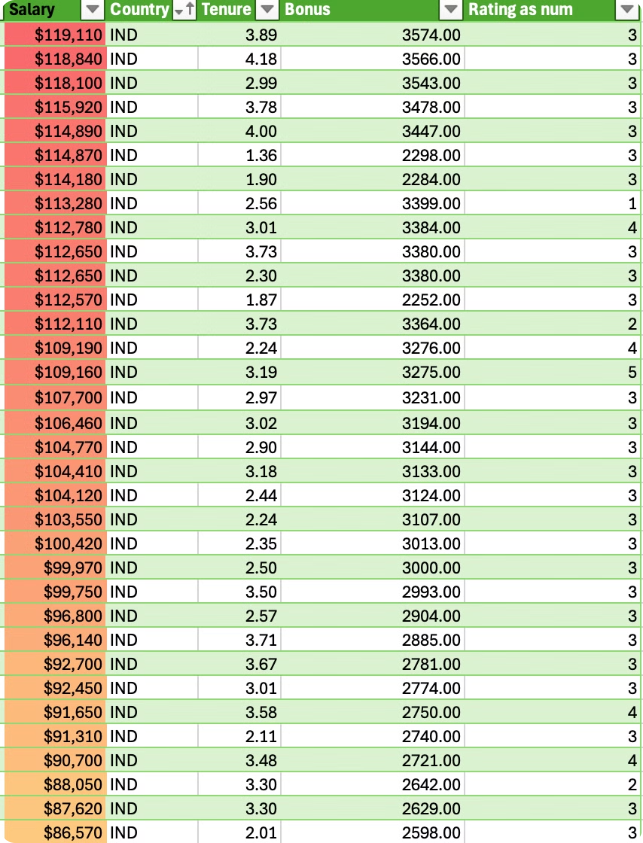 Salary Country Tenure Bonus Rating as num
$119,110 IND 3.89 3574.00 3
$118,840 IND 4.18 3566.00 3
$118,100 IND 2.99 3543.00 3
$115,920 IND 3.78 3478.00 3
$114,890 IND 4.00 3447.00 3
$114,870 IND 1.36 2298.00 3
$114,180 IND 1.90 2284.00 3
$113,280 IND 2.56 3399.00 1
$112,780 IND 3.01 3384.00 4
$112,650 IND 3.73 3380.00 3
$112,650 IND 2.30 3380.00 3
$112,570 IND 1.87 2252.00 3
$112,110 IND 3.73 3364.00 2
$109,190 IND 2.24 3276.00 4
$109,160 IND 3.19 3275.00 5
$107,700 IND 2.97 3231.00 3
$106,460 IND 3.02 3194.00 3
$104,770 IND 2.90 3144.00 3
$104,410 IND 3.18 3133.00 3
$104,120 IND 2.44 3124.00 3
$103,550 IND 2.24 3107.00 3
$100,420 IND 2.35 3013.00 3
$99,970 IND 2.50 3000.00 3
$99,750 IND 3.50 2993.00 3
$96,800 IND 2.57 2904.00 3
$96,140 IND 3.71 2885.00 3
$92,700 IND 3.67 2781.00 3
$92,450 IND 3.01 2774.00 3
$91,650 IND 3.58 2750.00 4
$91,310 IND 2.11 2740.00 3
$90,700 IND 3.48 2721.00 4
$88,050 IND 3.30 2642.00 2
$87,620 IND 3.30 2629.00 3
$86,570 IND 2.01 2598.00 3